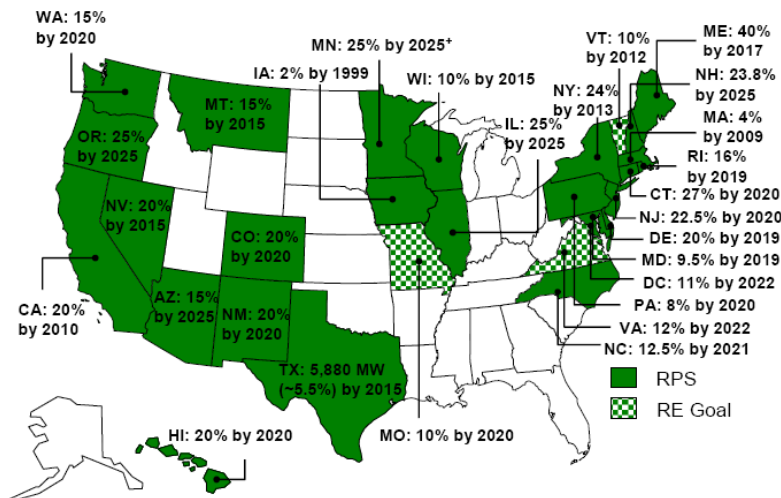 WA: 15%
by 2020
MN: 25% by 2025+
IA: 2% by 1999
WI: 10% by 2015
VT: 10%
by 2012
ME: 40%
by 2017
NY: 24%
by 2013
NH: 23.8%
by 2025
MT: 15%
by 2015
IL: 25%
by 2025
MA: 4%
by 2009
OR: 25%
by 2025
RI: 16%
by 2019
CT: 27% by 2020
NV: 20%
by 2015
NJ: 22.5% by 2020
CO: 20%
by 2020
DE: 20% by 2019
MD: 9.5% by 2019
DC: 11% by 2022
CA: 20%
by 2010
AZ: 15%
by 2025
NM: 20%
by 2020
PA: 8% by 2020
VA: 12% by 2022
NC: 12.5% by 2021
TX: 5,880 MW
(~5.5%) by 2015
RPS
RE Goal
HI: 20% by 2020
MO: 10% by 2020